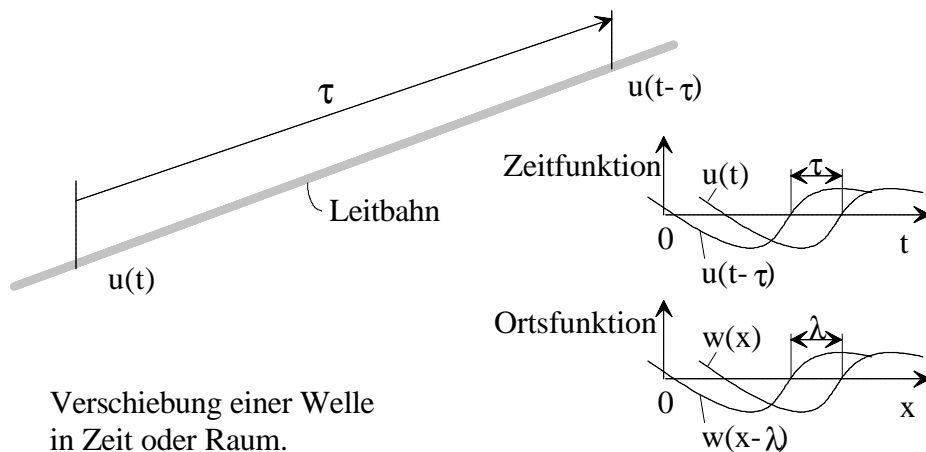 τ
u(t-τ)
Leitbahn
u(t)
Zeitfunktion
u(t)
τ
0
t
u(t-τ)
Ortsfunktion
w(x)
λ
0
x
w(x-λ)
Verschiebung einer Welle
in Zeit oder Raum.